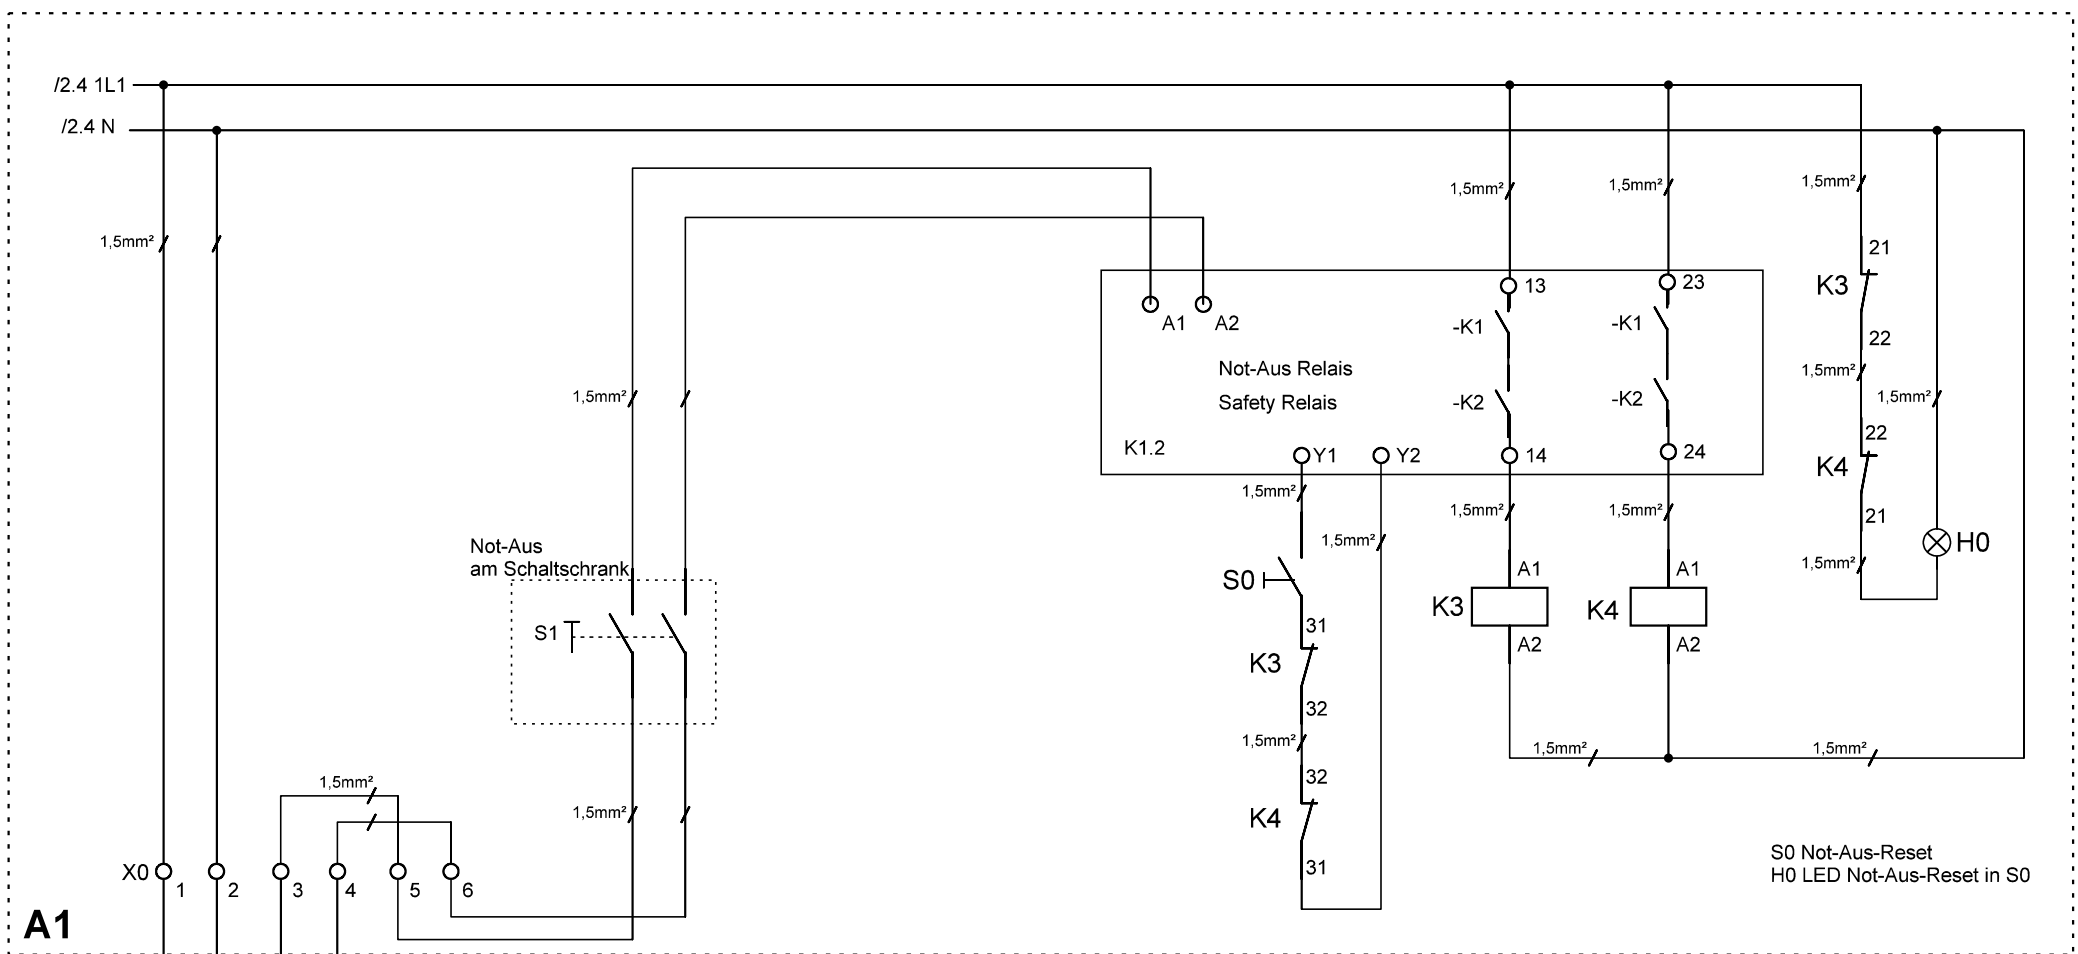 /2.4 1L1
/2.4 N
1,5mm²
1,5mm²
1,5mm²
1,5mm²
21
K3
22
1,5mm²
1,5mm²
22
K4
21
1,5mm²
H0
13
23
A1
A2
-K1
-K1
Not-Aus Relais
Safety Relais
-K2
-K2
K1.2
Y1
Y2
14
24
1,5mm²
1,5mm²
1,5mm²
1,5mm²
1,5mm²
Not-Aus
am Schaltschrank
S1
S0
31
K3
32
1,5mm²
32
K4
31
A1
K3
A2
A1
K4
A2
1,5mm²
1,5mm²
1,5mm²
1,5mm²
X0
1
2
3
4
5
6
S0 Not-Aus-Reset
H0 LED Not-Aus-Reset in S0
A1